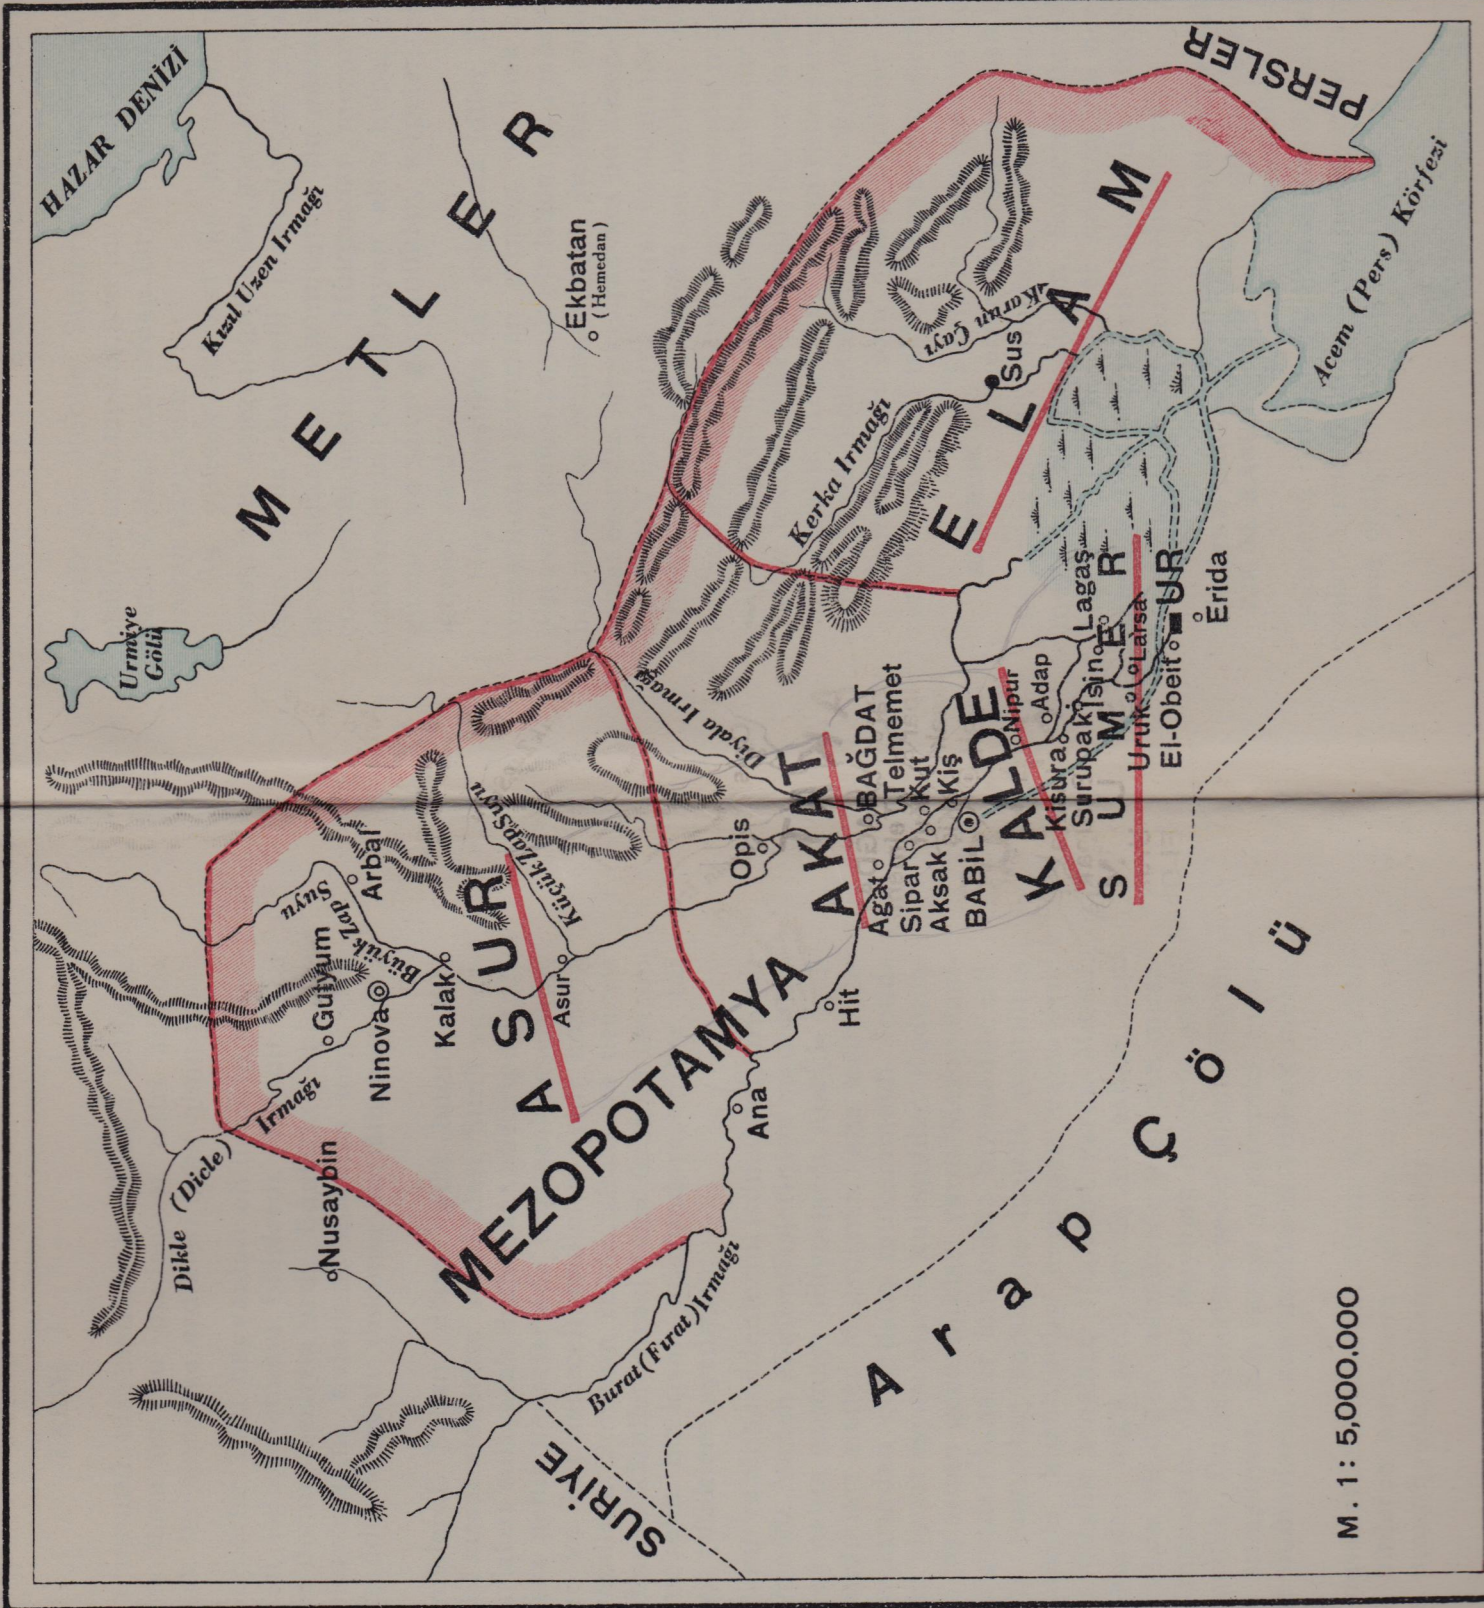 HAZAR DENİZİ
Kızıl Uzen Irmağı
Urmiye
Gölü
METLER
Ekbatan
(Hemedan)
PERSLER
Acem (Pers) Körfezi
Dikle (Dicle) Irmağı
Nusaybin
Gutyum
Ninova
Büyük Zap Suyu
Arbal
Kalak
ASUR
Asur
Küçük Zap Suyu
Diyala Irmağı
Kerka Irmağı
Karun Çayı
Sus
ELAM
MEZOPOTAMYA
Burat (Fırat) Irmağı
Ana
Hit
Opis
AKAT
Agat
BAĞDAT
Sipar
Telmemet
Aksak
Kut
BABİL
Kiş
KALDE
Nipur
Adap
Kisura
Surupak
İsin
Lagaş
SUMER
Uruk
Larsa
El-Obeit
UR
Erida
SURİYE
Arap Çölü
M. 1: 5,000,000